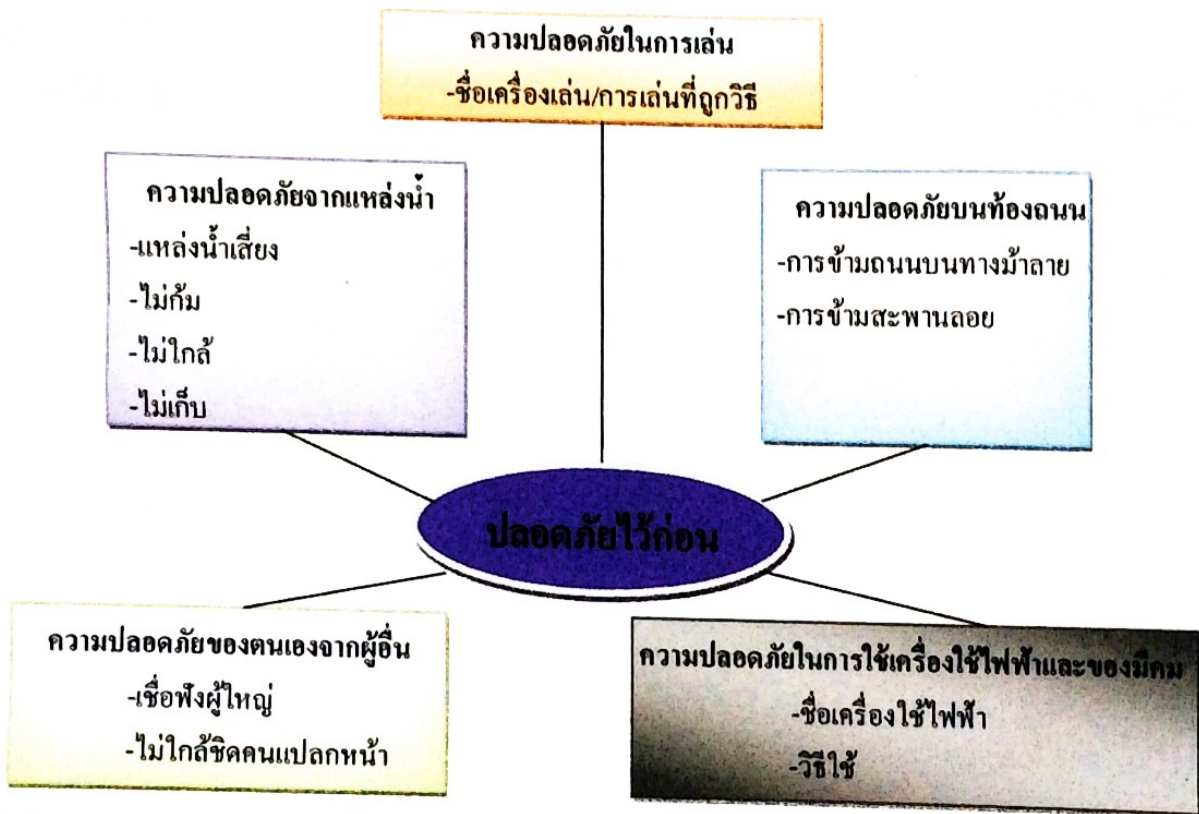 ความปลอดภัยในการเล่น
-ชื่อเครื่องเล่น/การเล่นที่ถูกวิธี
ความปลอดภัยจากแหล่งน้ำ
-แหล่งน้ำเสี่ยง
-ไม่ก้ม
-ไม่ใกล้
-ไม่เก็บ
ความปลอดภัยบนท้องถนน
-การข้ามถนนบนทางม้าลาย
-การข้ามสะพานลอย
ปลอดภัยไว้ก่อน
ความปลอดภัยของตนเองจากผู้อื่น
-เชื่อฟังผู้ใหญ่
-ไม่ใกล้ชิดคนแปลกหน้า
ความปลอดภัยในการใช้เครื่องใช้ไฟฟ้าและของมีคม
-ชื่อเครื่องใช้ไฟฟ้า
-วิธีใช้